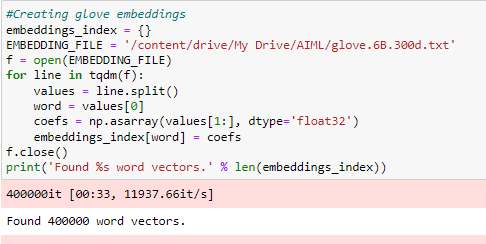 #Creating glove embeddings
embeddings_index = {}
EMBEDDING_FILE = '/content/drive/My Drive/AIML/glove.6B.300d.txt'
f = open(EMBEDDING_FILE)
for line in tqdm(f):
    values = line.split()
    word = values[0]
    coefs = np.asarray(values[1:], dtype='float32')
    embeddings_index[word] = coefs
f.close()
print('Found %s word vectors.' % len(embeddings_index))
400000it [00:33, 11937.66it/s]
Found 400000 word vectors.